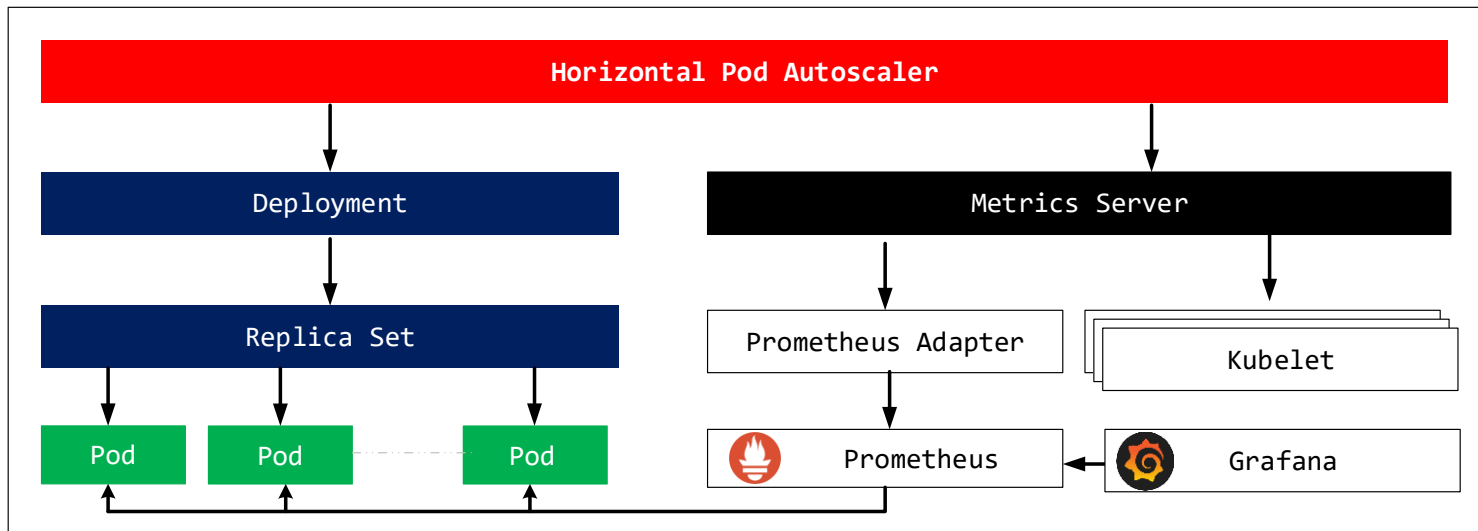 Horizontal Pod Autoscaler
Deployment
Metrics Server
Replica Set
Prometheus Adapter
Kubelet
Pod
Pod
Pod
Prometheus
Grafana